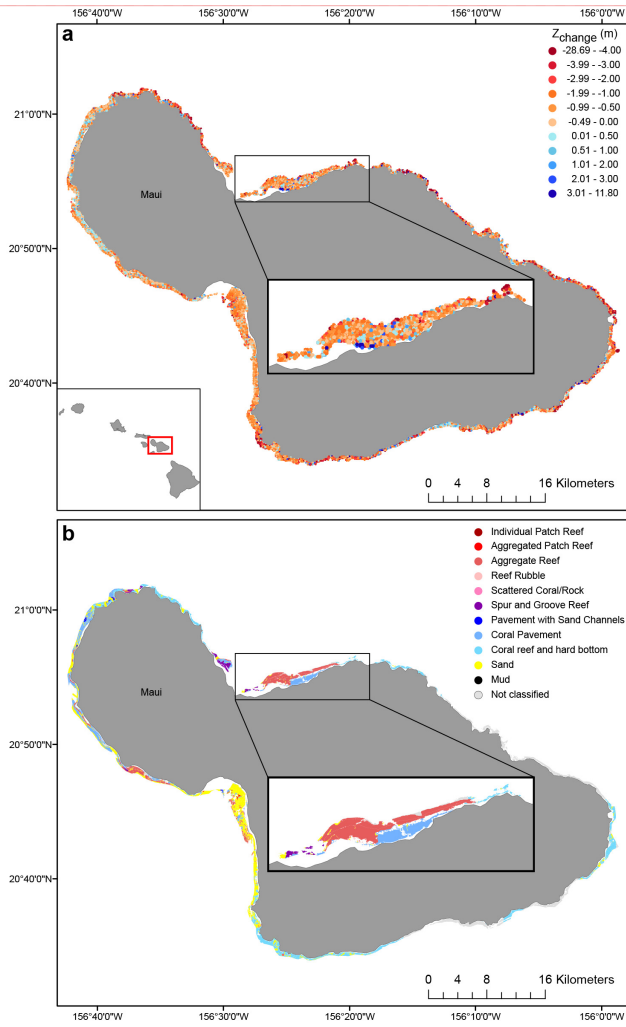 156°40'0"W 156°30'0"W 156°20'0"W 156°10'0"W 156°0'0"W
a
Zchange (m)
-28.69 - -4.00
-3.99 - -3.00
-2.99 - -2.00
-1.99 - -1.00
-0.99 - -0.50
-0.49 - 0.00
0.01 - 0.50
0.51 - 1.00
1.01 - 2.00
2.01 - 3.00
3.01 - 11.80
21°0'0"N
Maui
20°50'0"N
20°40'0"N
0 4 8 16 Kilometers
b
Individual Patch Reef
Aggregated Patch Reef
Aggregate Reef
Reef Rubble
Scattered Coral/Rock
Spur and Groove Reef
Pavement with Sand Channels
Coral Pavement
Coral reef and hard bottom
Sand
Mud
Not classified
21°0'0"N
Maui
20°50'0"N
20°40'0"N
0 4 8 16 Kilometers
156°40'0"W 156°30'0"W 156°20'0"W 156°10'0"W 156°0'0"W